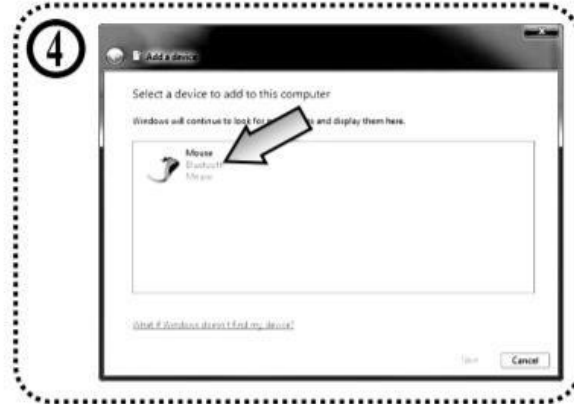 4
Add a device
Select a device to add to this computer
Windows will continue to look for and display them here.
Mouse
Bluetooth
Mouse
What if Windows doesn't find my device?
Next
Cancel